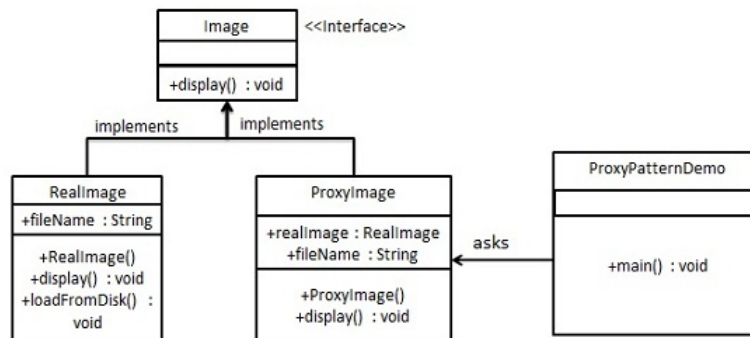 Image
<<Interface>>
+display() : void
implements
implements
RealImage
+fileName : String
+RealImage()
+display() : void
+loadFromDisk() :
void
ProxyImage
+realImage : RealImage
+fileName : String
+ProxyImage()
+display() : void
asks
ProxyPatternDemo
+main() : void